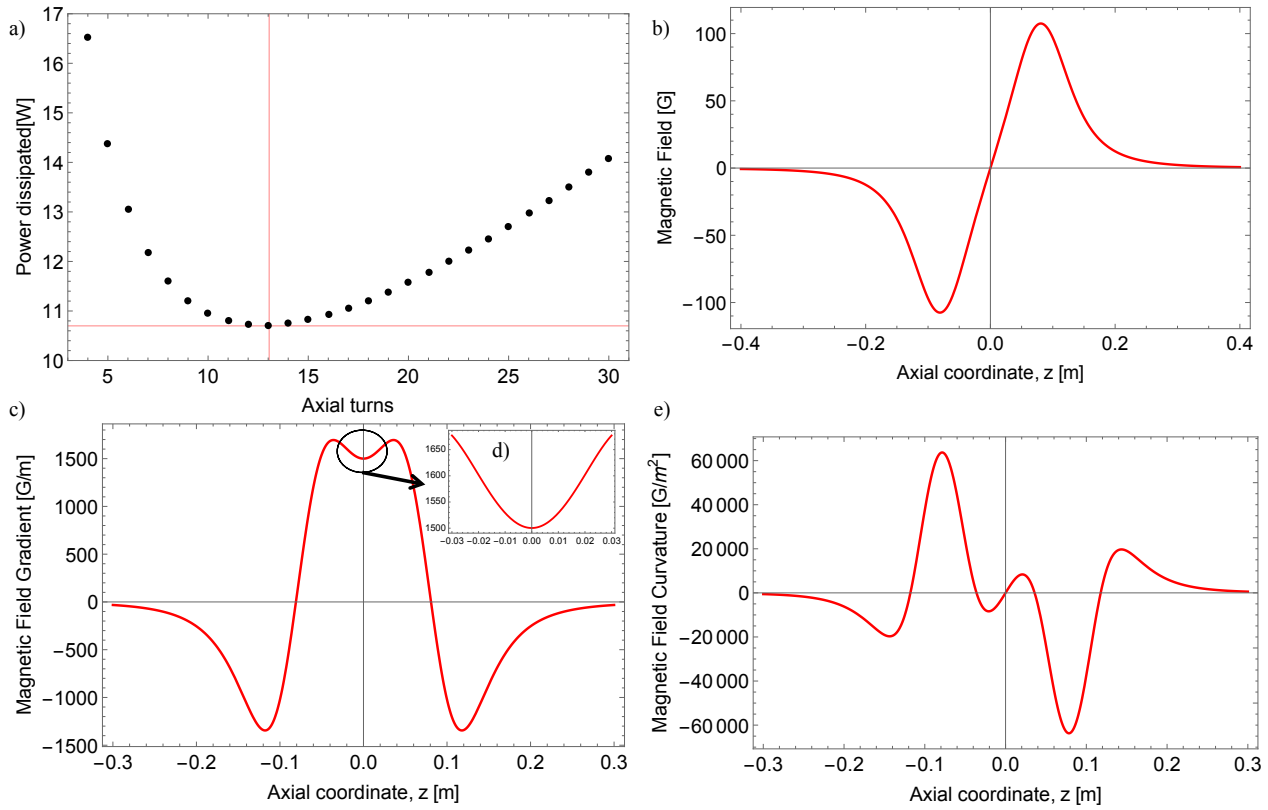 a)
17
16
15
14
13
12
11
10
Power dissipated[W]
5 10 15 20 25 30
Axial turns
b)
100
50
0
−50
−100
Magnetic Field [G]
−0.4 −0.2 0.0 0.2 0.4
Axial coordinate, z [m]
c)
1500
1000
500
0
−500
−1000
−1500
Magnetic Field Gradient [G/m]
−0.3 −0.2 −0.1 0.0 0.1 0.2 0.3
Axial coordinate, z [m]
d)
1650
1600
1550
1500
−0.03 −0.02 −0.01 0.00 0.01 0.02 0.03
e)
60 000
40 000
20 000
0
−20 000
−40 000
−60 000
Magnetic Field Curvature [G/m²]
−0.3 −0.2 −0.1 0.0 0.1 0.2 0.3
Axial coordinate, z [m]